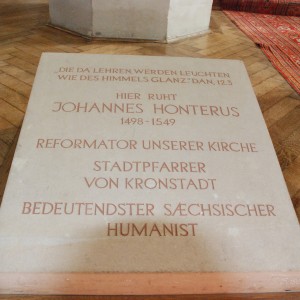 „DIE DA LEHREN, WERDEN LEUCHTEN
WIE DES HIMMELS GLANZ" DAN, 12,3
HIER RUHT
JOHANNES HONTERUS
1498-1549
REFORMATOR UNSERER KIRCHE
STADTPFARRER
VON KRONSTADT
BEDEUTENDSTER SÆCHSISCHER
HUMANIST